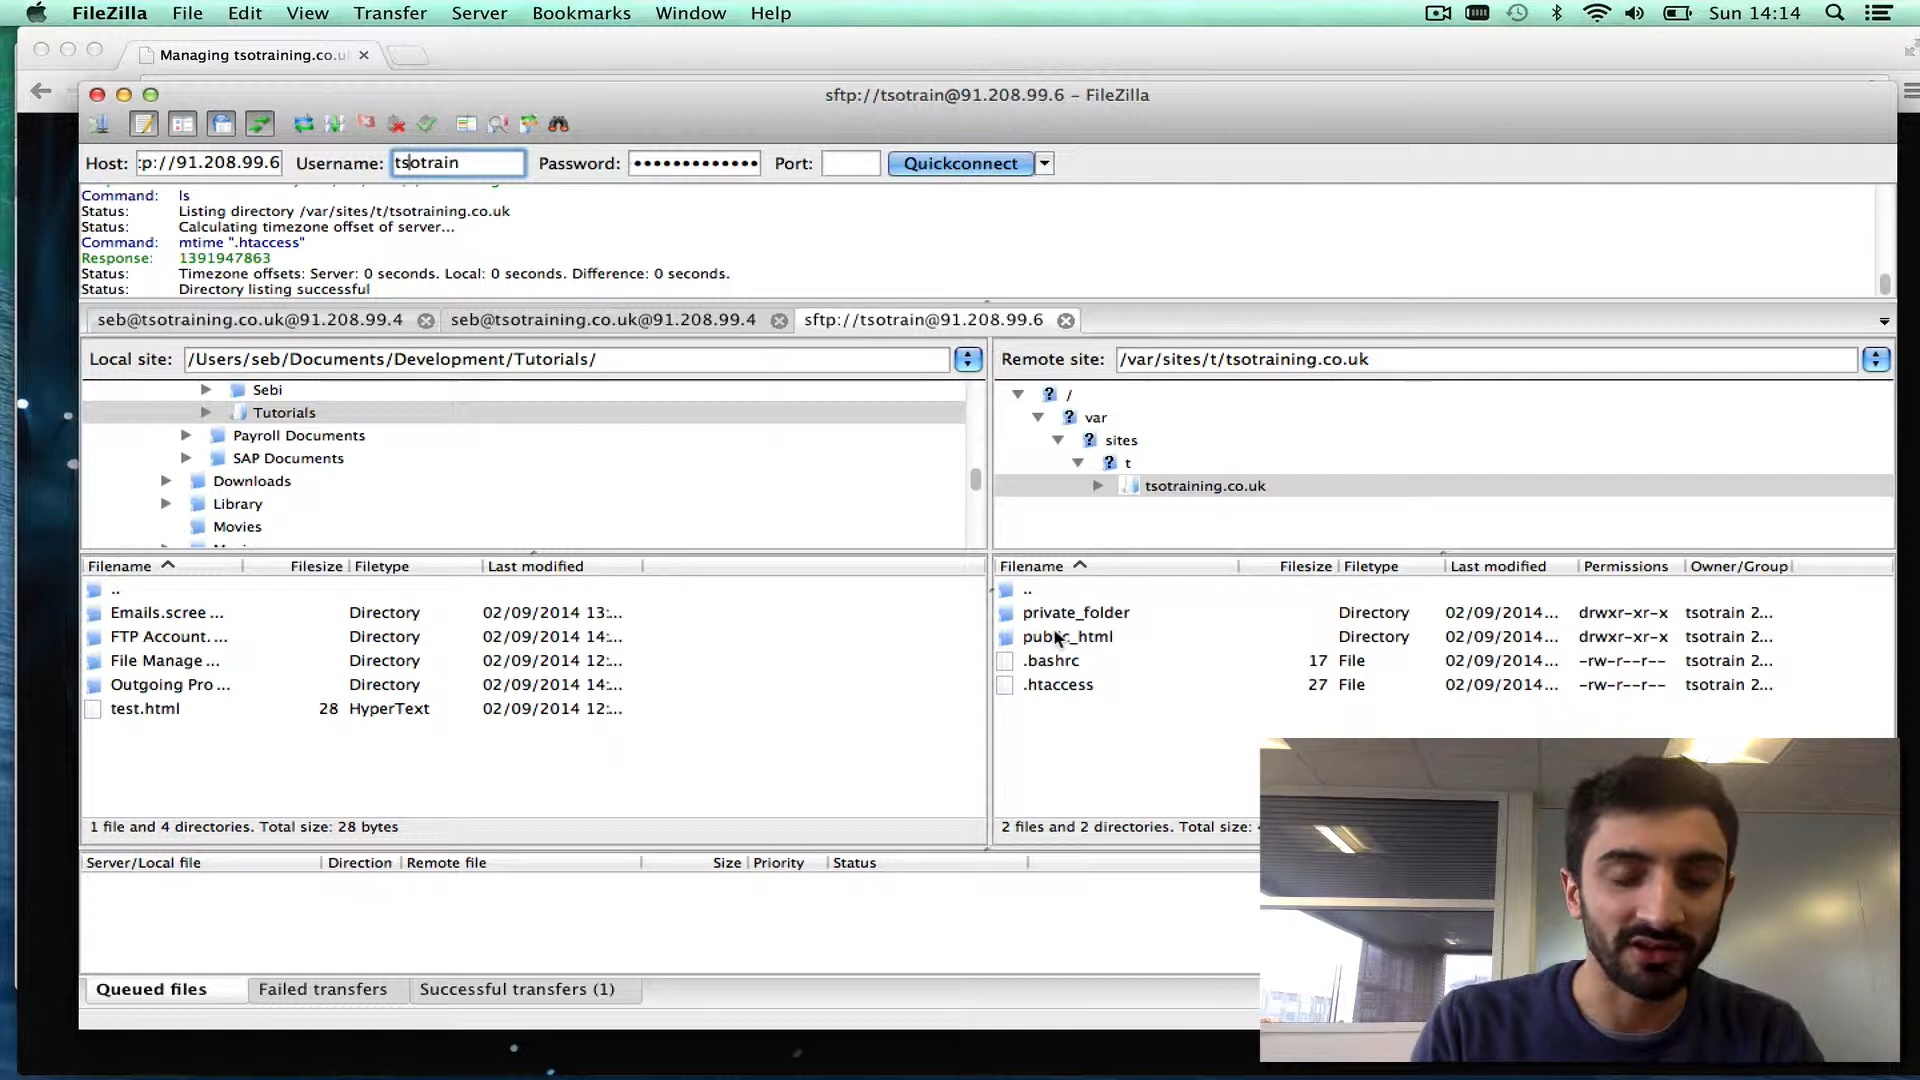 FileZilla File Edit View Transfer Server Bookmarks Window Help Sun 14:14
Managing tsotraining.co.u
sftp://tsotrain@91.208.99.6 – FileZilla
Host: :p://91.208.99.6 Username: tsotrain Password: ••••••••••••• Port: Quickconnect
Command: ls
Status: Listing directory /var/sites/t/tsotraining.co.uk
Status: Calculating timezone offset of server...
Command: mtime ".htaccess"
Response: 1391947863
Status: Timezone offsets: Server: 0 seconds. Local: 0 seconds. Difference: 0 seconds.
Status: Directory listing successful
seb@tsotraining.co.uk@91.208.99.4 seb@tsotraining.co.uk@91.208.99.4 sftp://tsotrain@91.208.99.6
Local site: /Users/seb/Documents/Development/Tutorials/
Sebi
Tutorials
Payroll Documents
SAP Documents
Downloads
Library
Movies
Remote site: /var/sites/t/tsotraining.co.uk
/
var
sites
t
tsotraining.co.uk
Filename Filesize Filetype Last modified
..
Emails.scree ... Directory 02/09/2014 13:...
FTP Account. ... Directory 02/09/2014 14:...
File Manage ... Directory 02/09/2014 12:...
Outgoing Pro ... Directory 02/09/2014 14:...
test.html 28 HyperText 02/09/2014 12:...
1 file and 4 directories. Total size: 28 bytes
Filename Filesize Filetype Last modified Permissions Owner/Group
..
private_folder Directory 02/09/2014... drwxr-xr-x tsotrain 2...
public_html Directory 02/09/2014... drwxr-xr-x tsotrain 2...
.bashrc 17 File 02/09/2014... -rw-r--r-- tsotrain 2...
.htaccess 27 File 02/09/2014... -rw-r--r-- tsotrain 2...
2 files and 2 directories. Total size:
Server/Local file Direction Remote file Size Priority Status
Queued files Failed transfers Successful transfers (1)